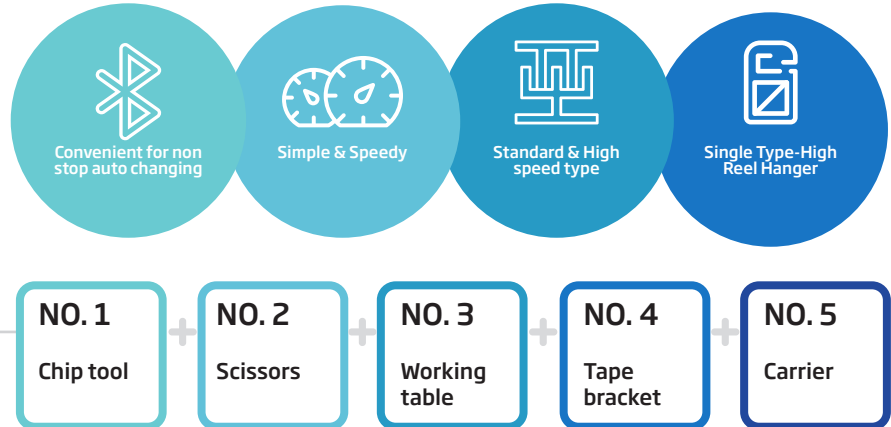 Convenient for non
stop auto changing
Simple & Speedy
Standard & High
speed type
Single Type-High
Reel Hanger
NO. 1
Chip tool
NO. 2
Scissors
NO. 3
Working
table
NO. 4
Tape
bracket
NO. 5
Carrier